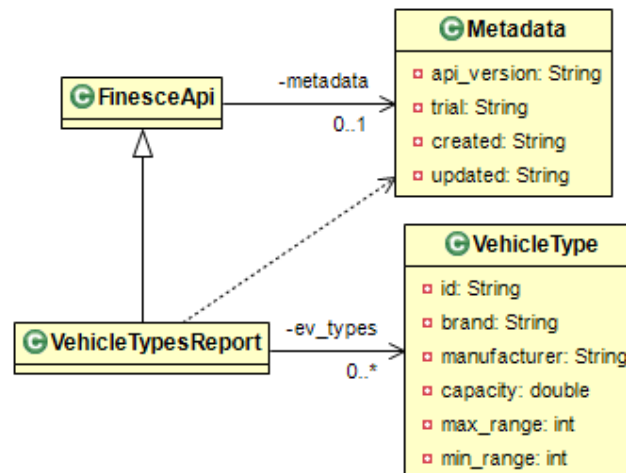 C Metadata
api_version: String
trial: String
created: String
updated: String
C FinesceApi
-metadata
0..1
C VehicleType
id: String
brand: String
manufacturer: String
capacity: double
max_range: int
min_range: int
C VehicleTypesReport
-ev_types
0..*